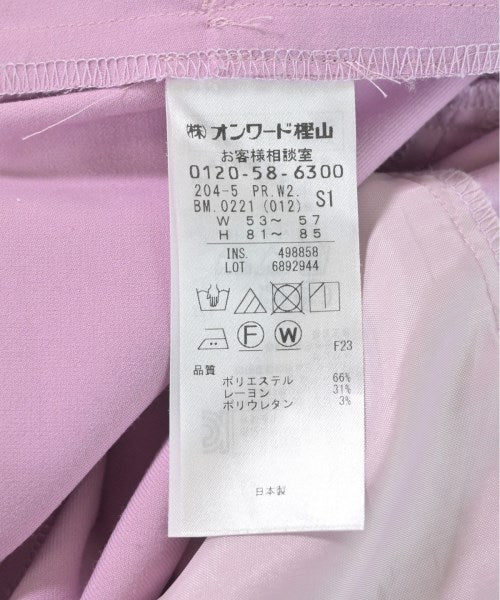 ㈱オンワード樫山
お客様相談室
0120-58-6300
204-5 PR.W2.
BM.0221 (012) S1
W 53～ 57
H 81～ 85
INS. 498858
LOT 6892944
F W
F23
品質
ポリエステル 66%
レーヨン 31%
ポリウレタン 3%
日本製